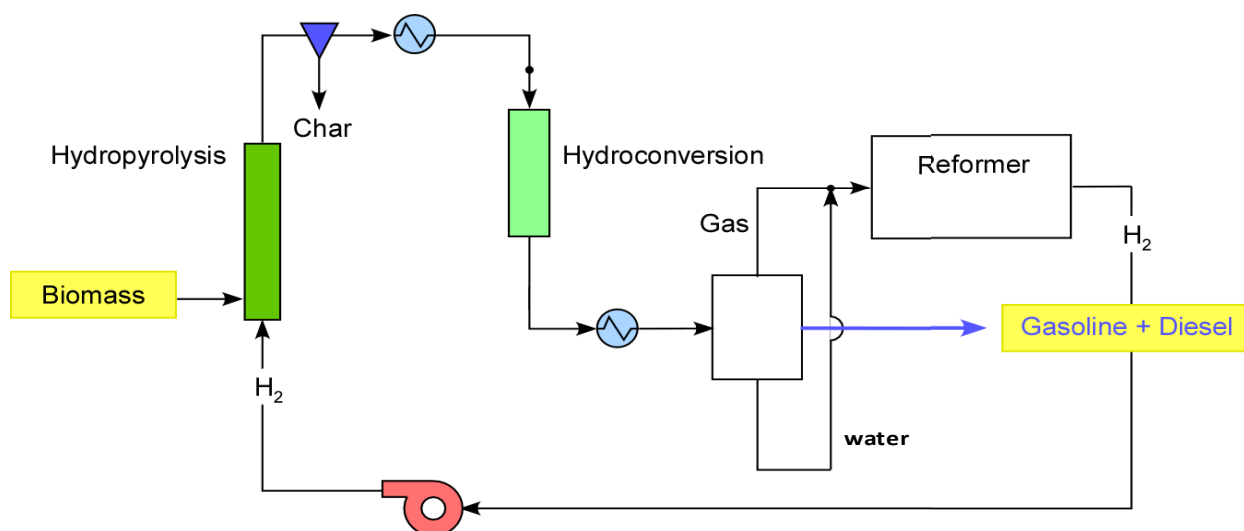 Char
Hydropyrolysis
Hydroconversion
Reformer
Gas
H₂
Biomass
Gasoline + Diesel
H₂
water